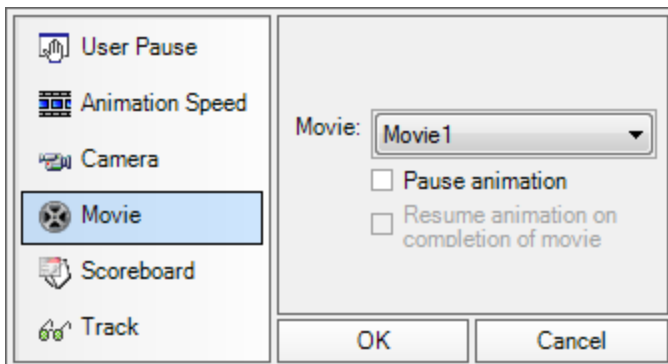 User Pause
Animation Speed
Camera
Movie
Scoreboard
Track
Movie: Movie1
Pause animation
Resume animation on
completion of movie
OK Cancel